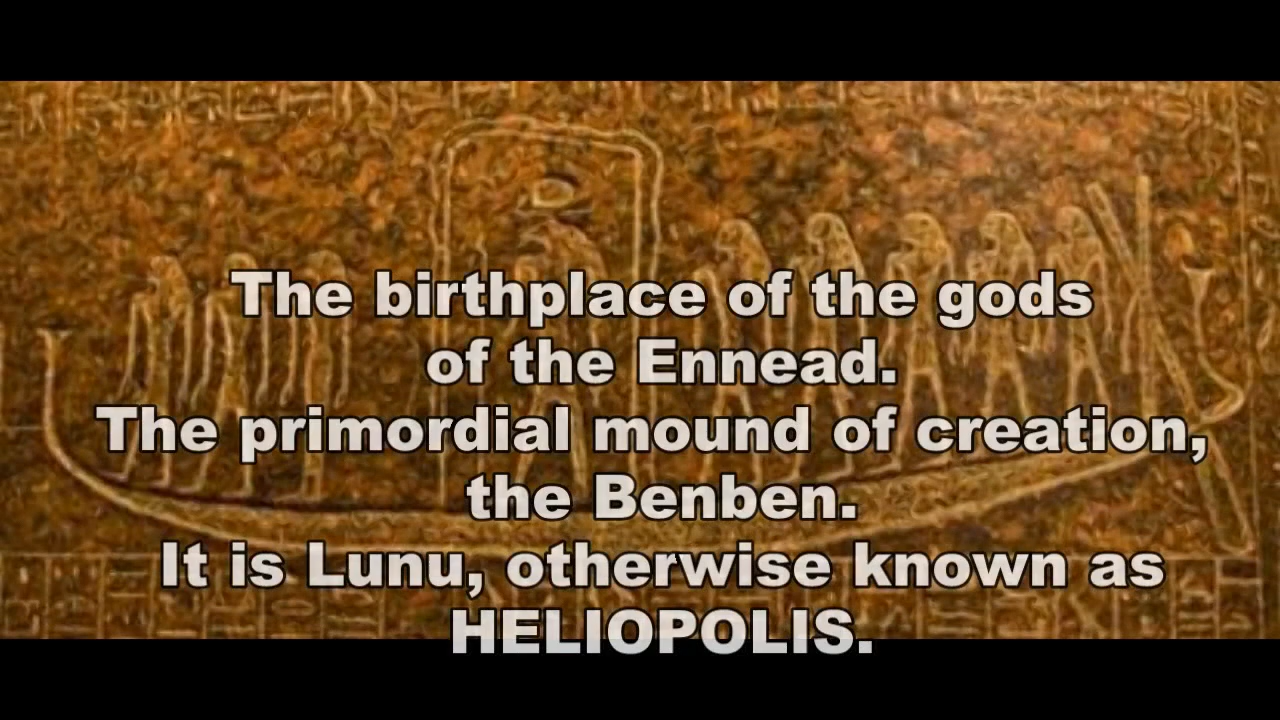 The birthplace of the gods
of the Ennead.
The primordial mound of creation,
the Benben.
It is Lunu, otherwise known as
HELIOPOLIS.